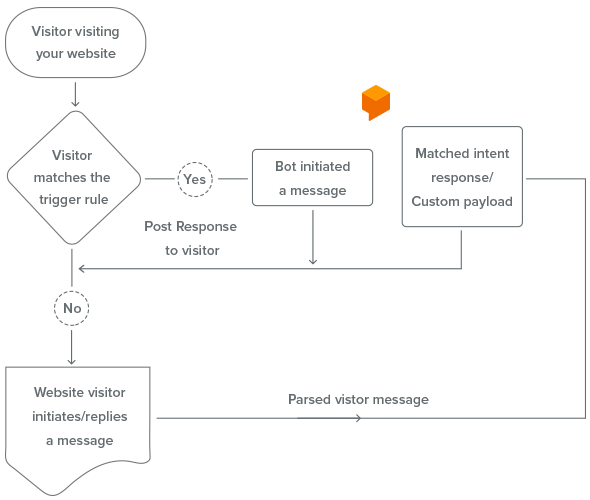 Visitor visiting
your website
Visitor
matches the
trigger rule
Yes
Bot initiated
a message
Matched intent
response/
Custom payload
Post Response
to visitor
No
Website visitor
initiates/replies
a message
Parsed vistor message